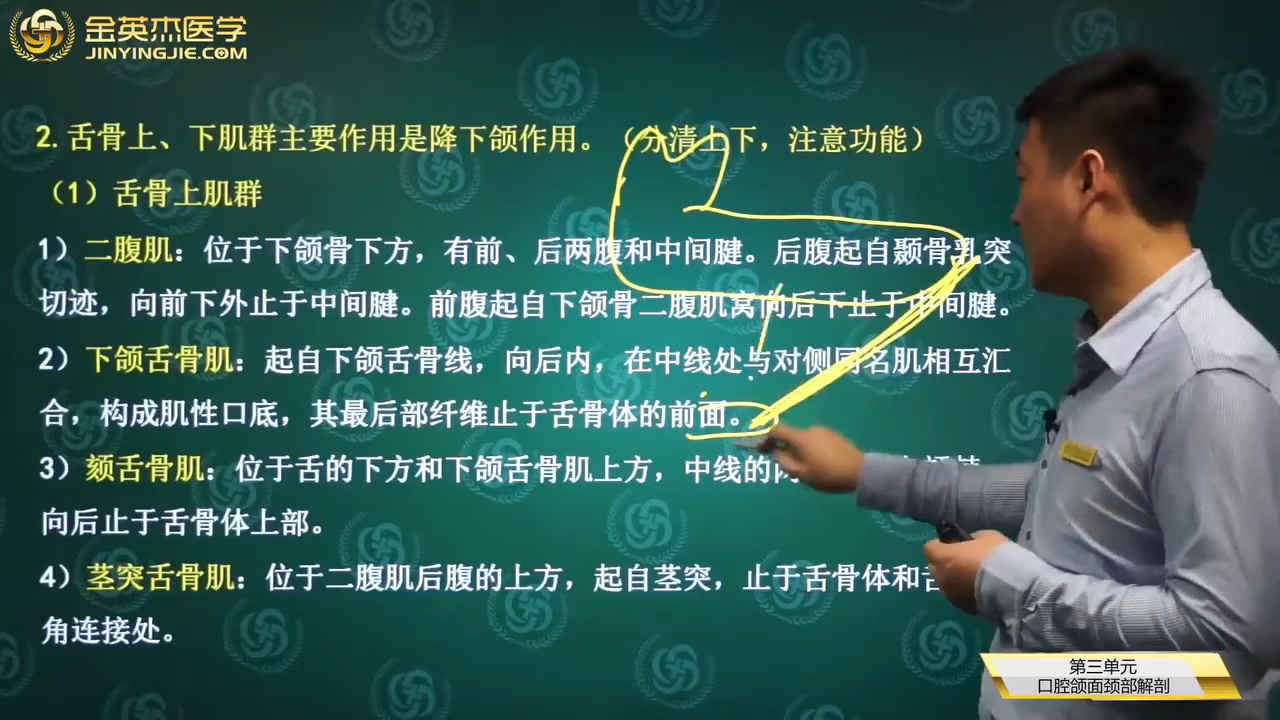 金英杰医学
JINYINGJIE.COM
2.舌骨上、下肌群主要作用是降下颌作用。（分清上下，注意功能）
（1）舌骨上肌群
1）二腹肌：位于下颌骨下方，有前、后两腹和中间腱。后腹起自颞骨乳突
切迹，向前下外止于中间腱。前腹起自下颌骨二腹肌窝向后下止于中间腱。
2）下颌舌骨肌：起自下颌舌骨线，向后内，在中线处与对侧同名肌相互汇
合，构成肌性口底，其最后部纤维止于舌骨体的前面。
3）颏舌骨肌：位于舌的下方和下颌舌骨肌上方，中线的
向后止于舌骨体上部。
4）茎突舌骨肌：位于二腹肌后腹的上方，起自茎突，止于舌骨体和
角连接处。
第三单元
口腔颌面颈部解剖